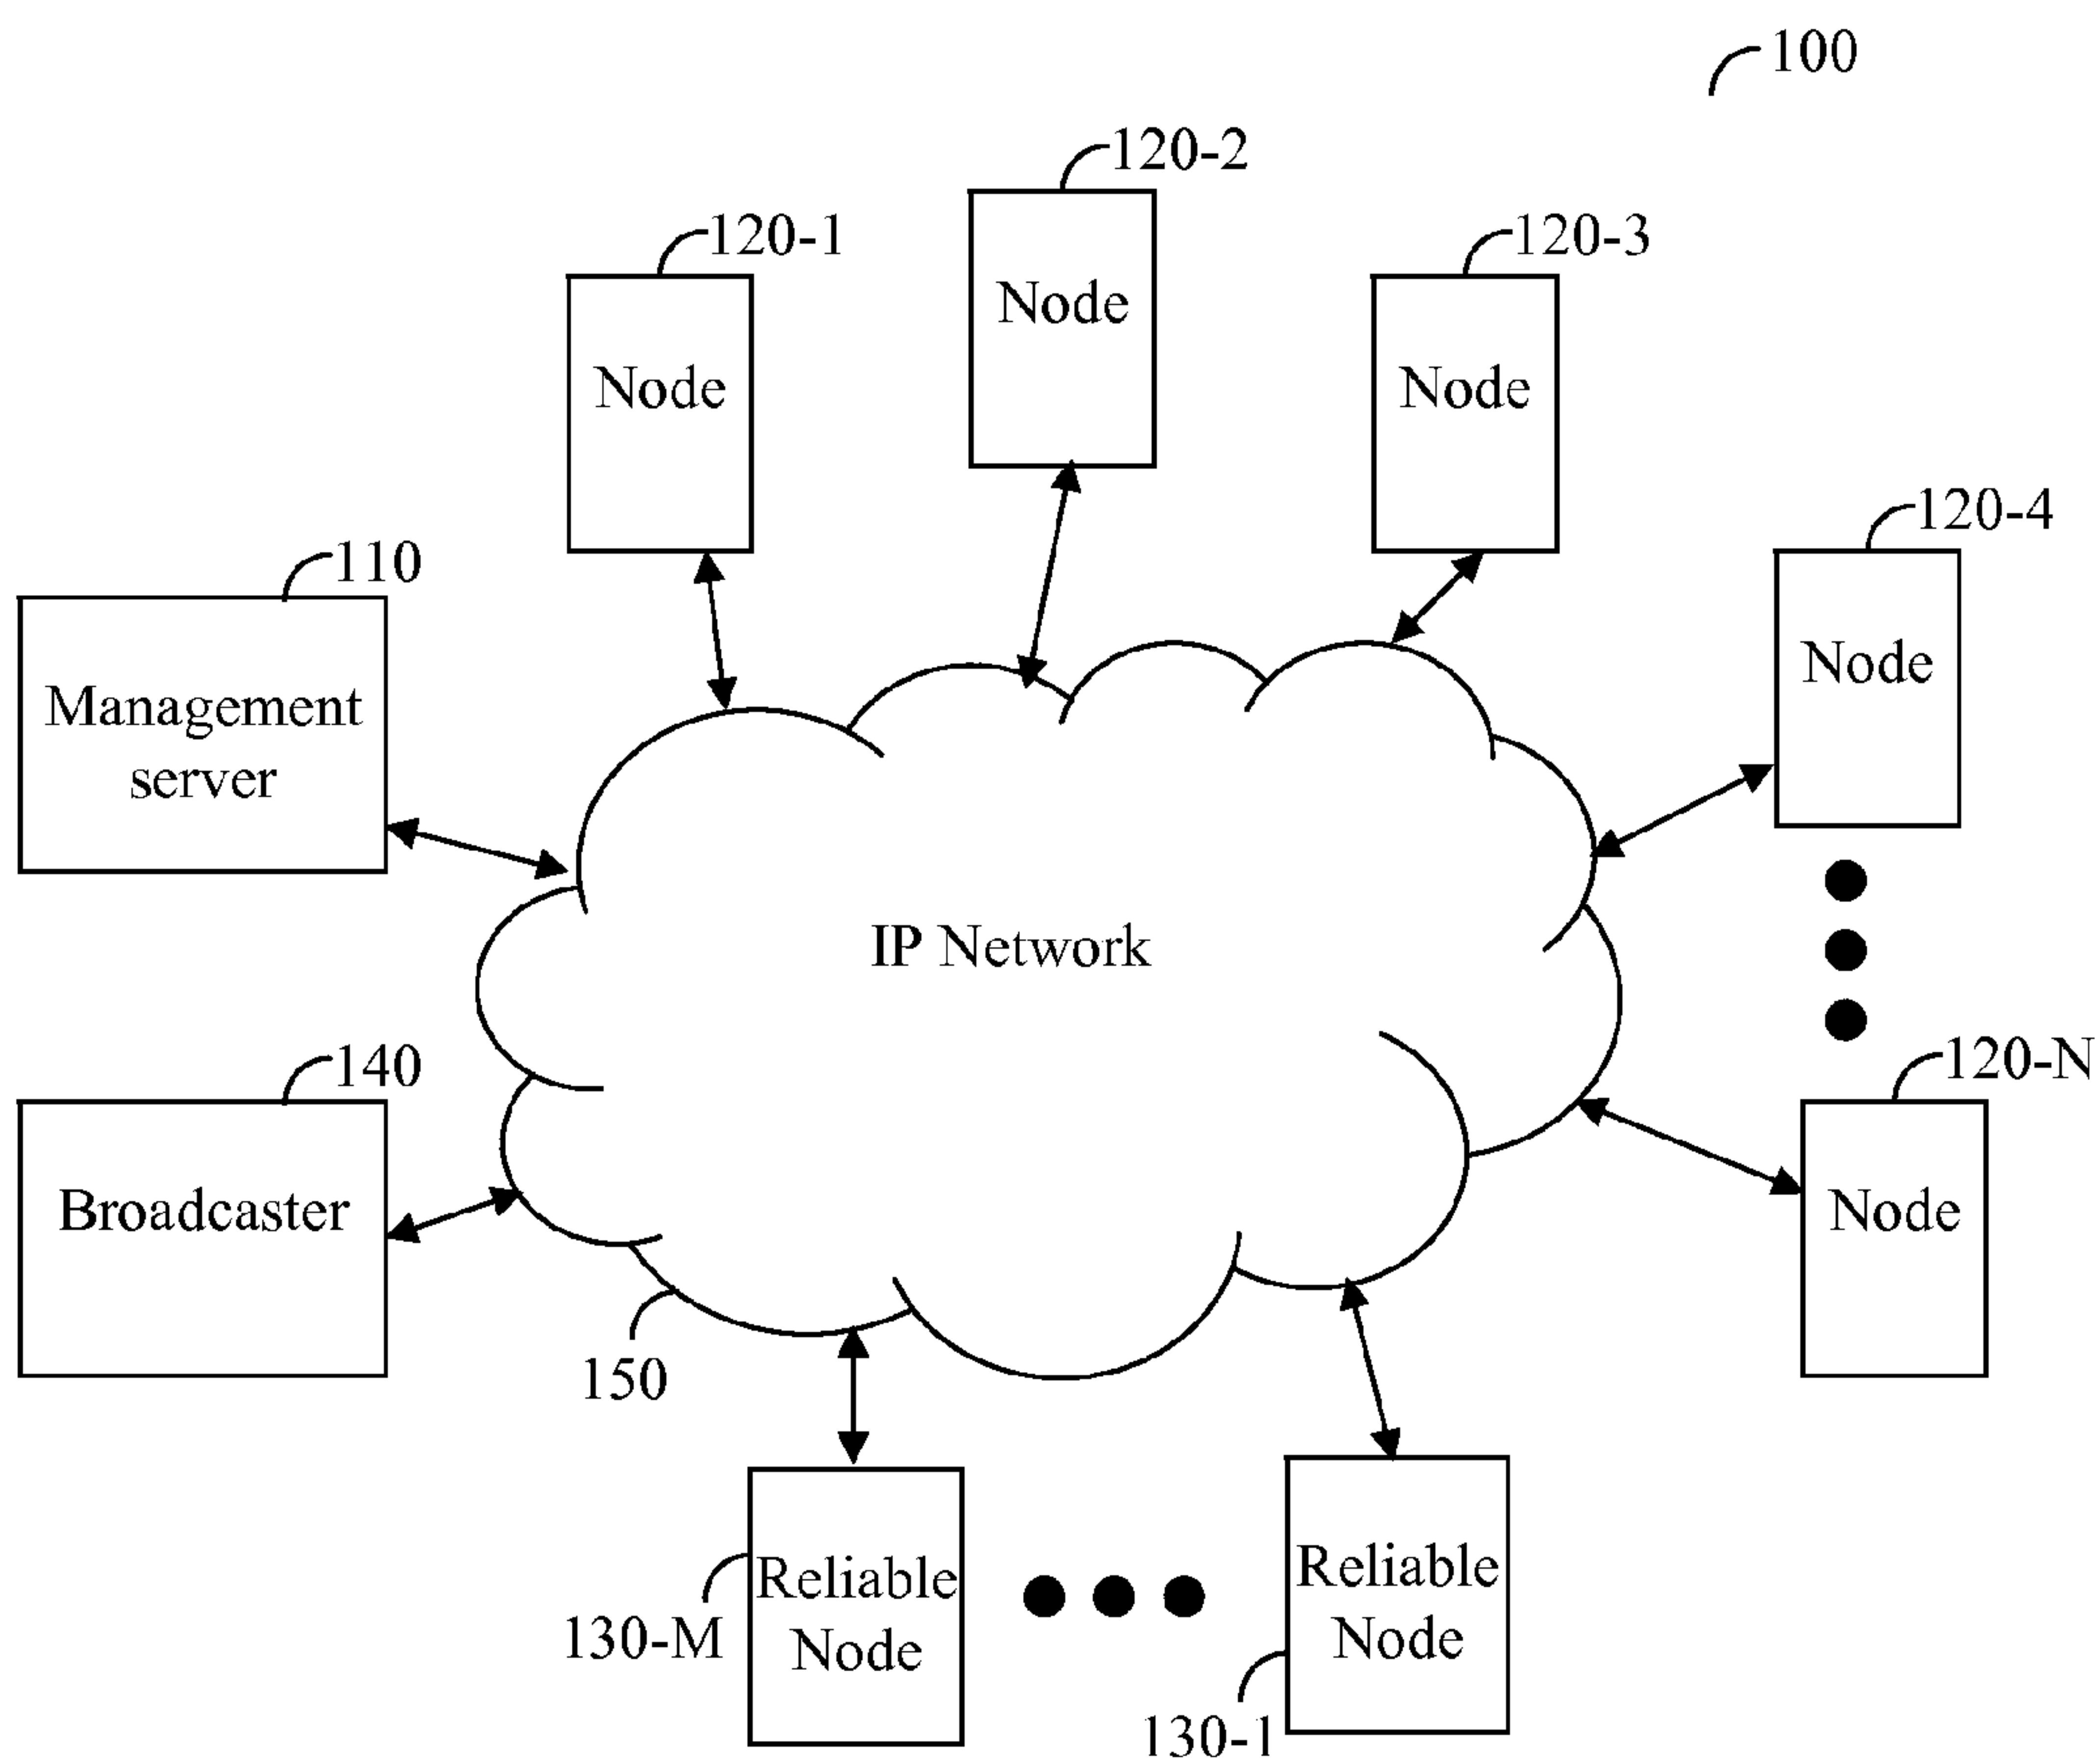 100
120-2
120-1
120-3
Node
Node
Node
120-4
110
Node
Management
server
IP Network
140
120-N
Broadcaster
Node
150
Reliable
Node
130-M
Reliable
Node
130-1